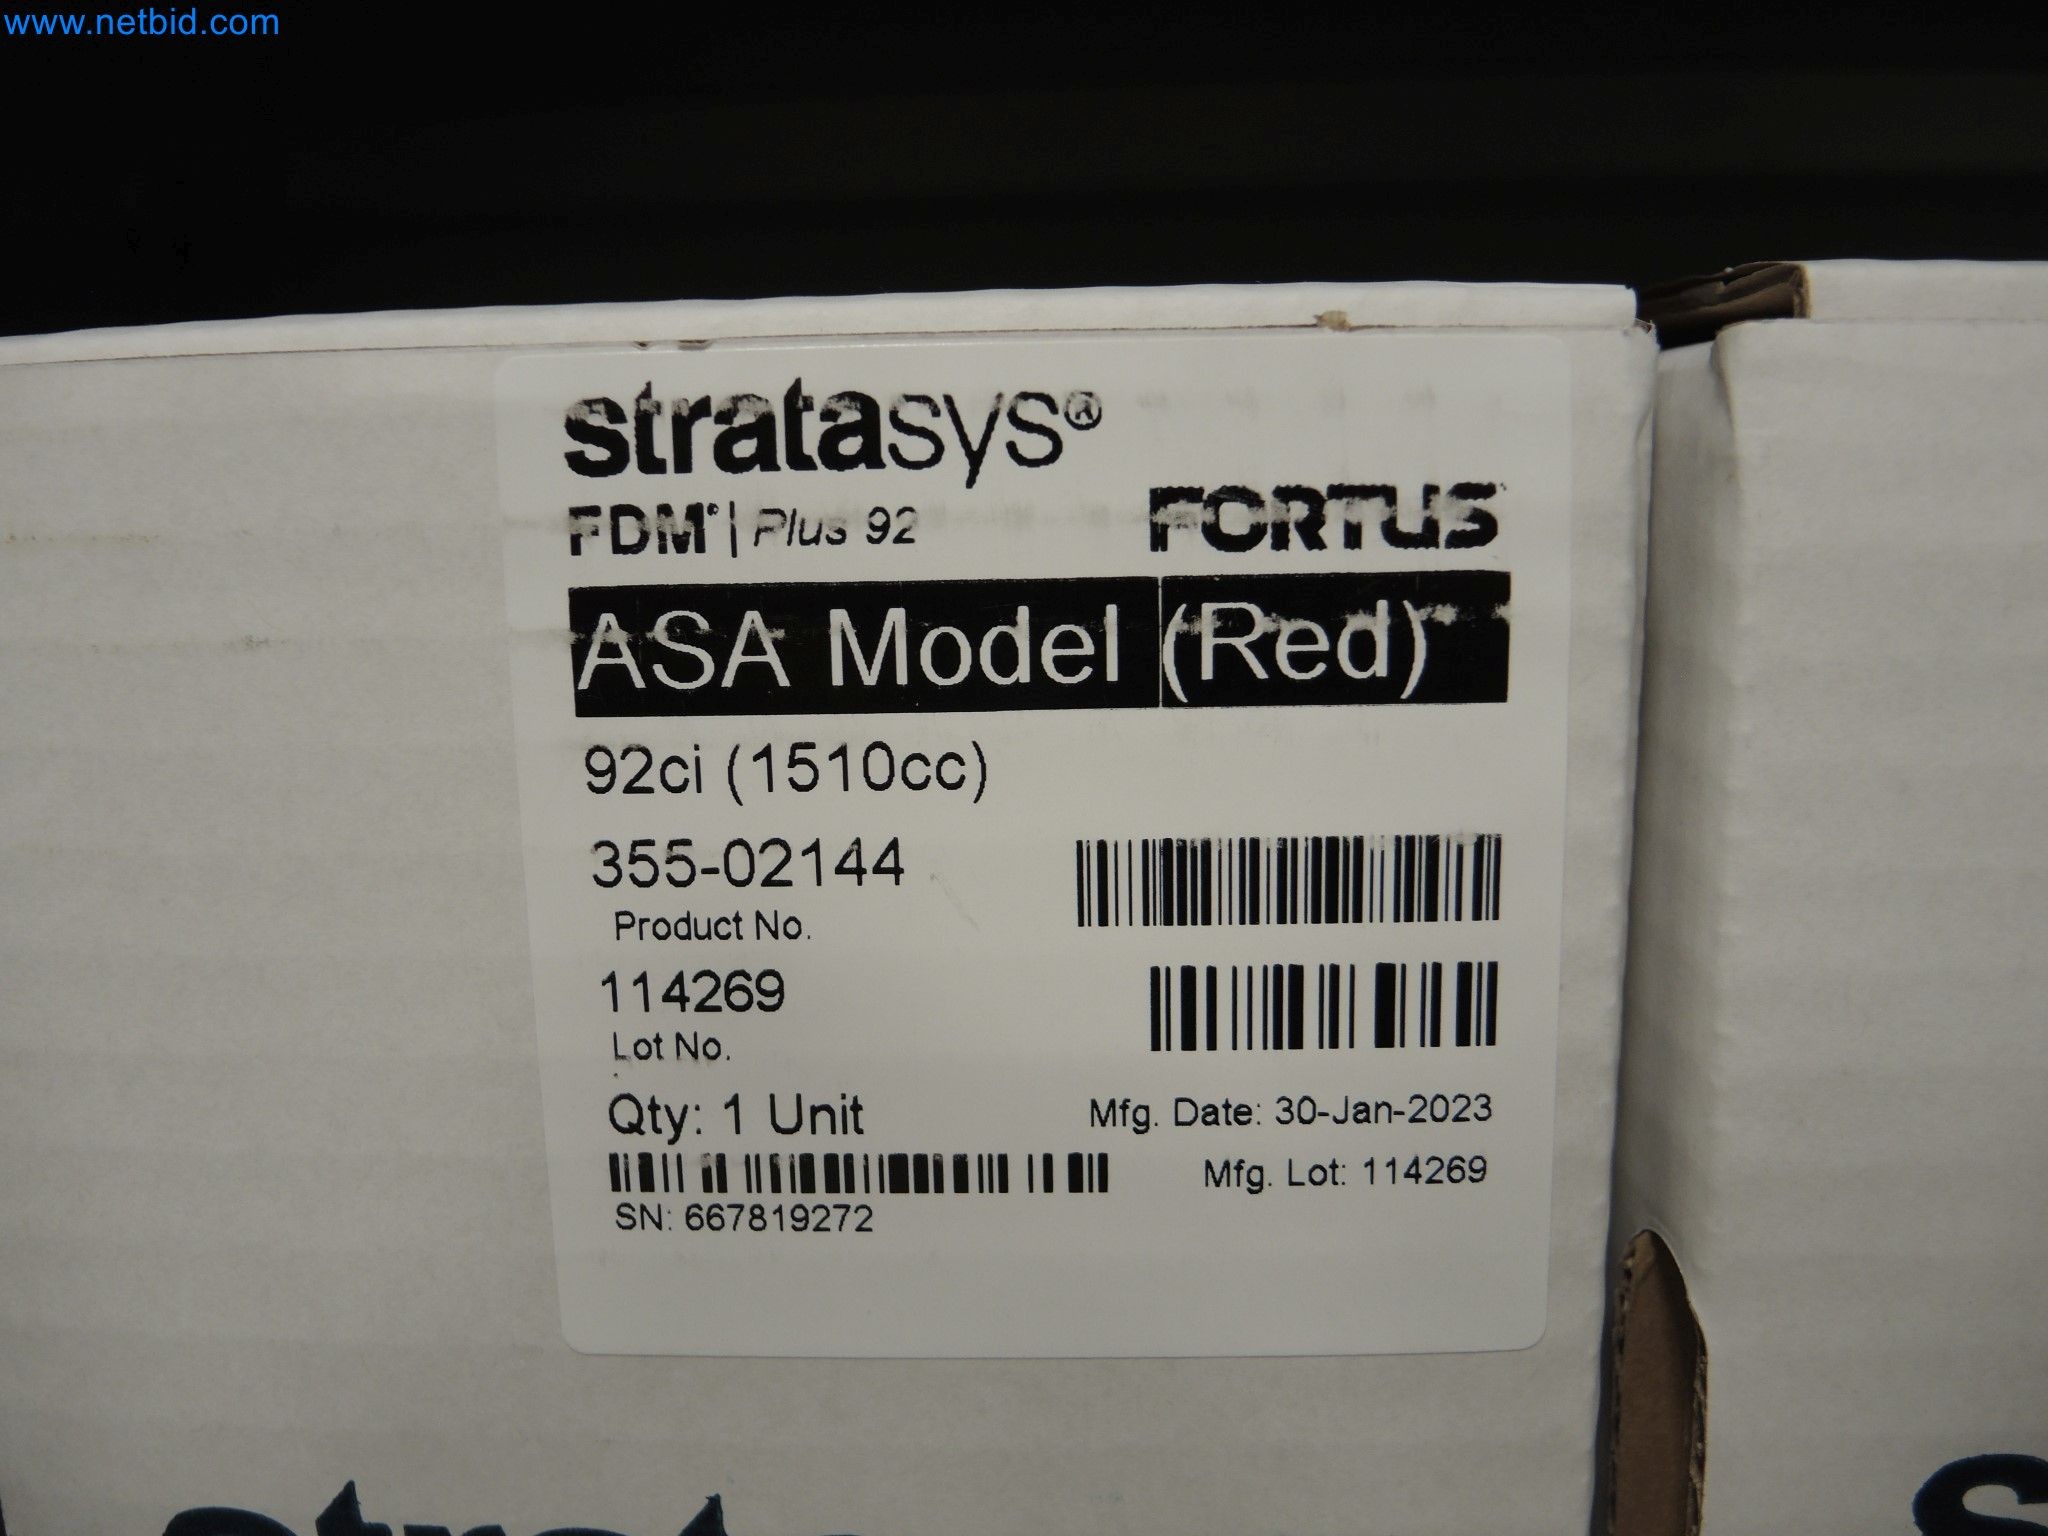 www.netbid.com
stratasys®
FDM® | Plus 92
FORTUS
ASA Model (Red)
92ci (1510cc)
355-02144
Product No.
114269
Lot No.
Qty: 1 Unit
Mfg. Date: 30-Jan-2023
Mfg. Lot: 114269
SN: 667819272